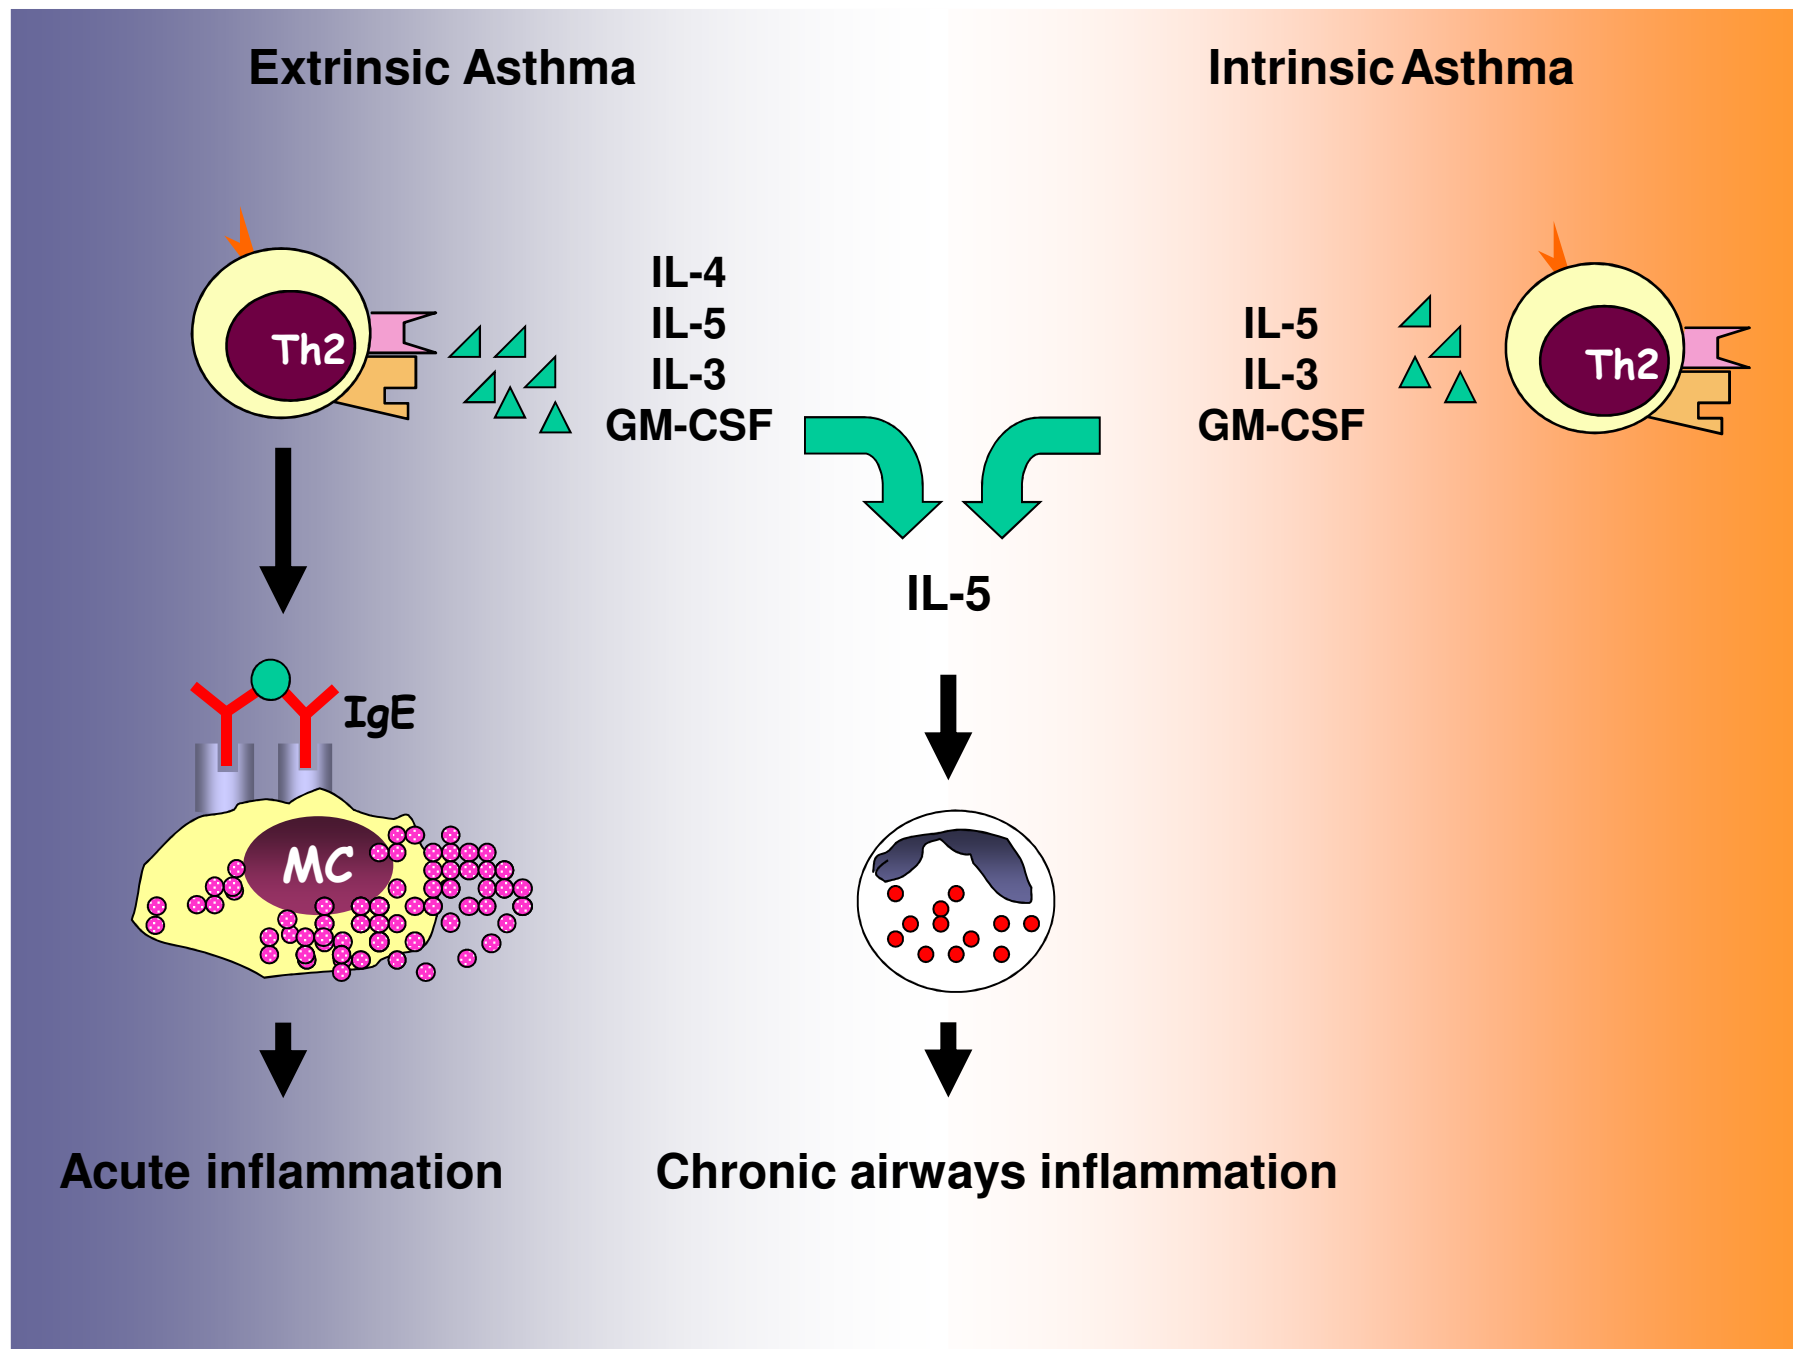 Extrinsic Asthma
Intrinsic Asthma
IL-4
IL-5
IL-3
GM-CSF
Th2
IL-5
IL-3
GM-CSF
Th2
IL-5
IgE
MC
Acute inflammation
Chronic airways inflammation